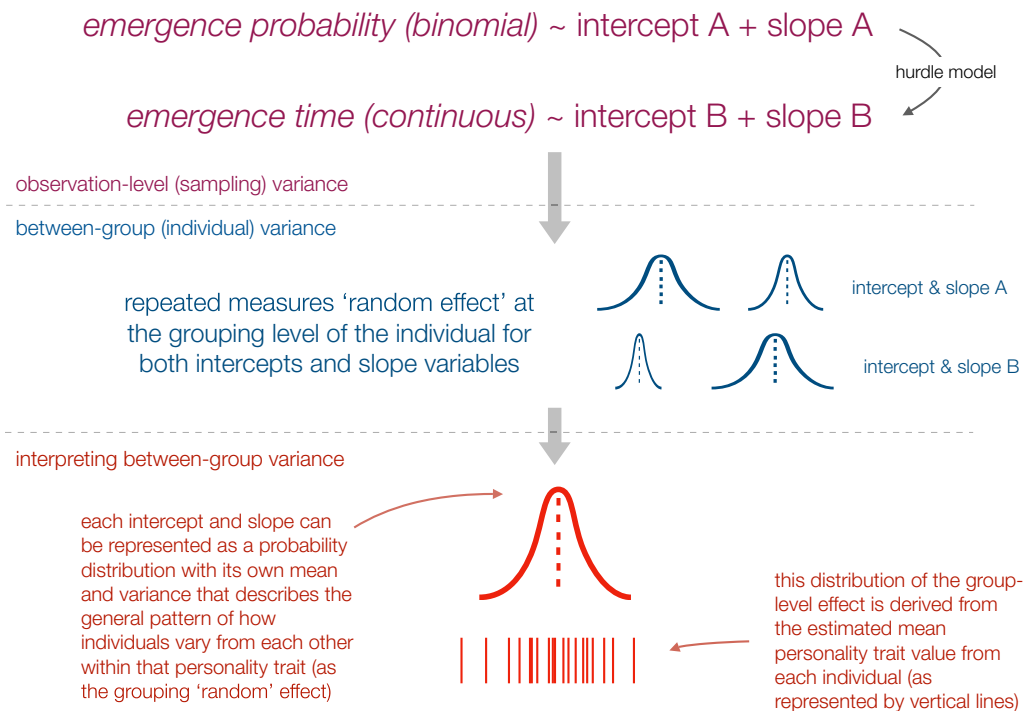 emergence probability (binomial) ~ intercept A + slope A
hurdle model
emergence time (continuous) ~ intercept B + slope B
observation-level (sampling) variance
between-group (individual) variance
repeated measures ‘random effect’ at
the grouping level of the individual for
both intercepts and slope variables
intercept & slope A
intercept & slope B
interpreting between-group variance
each intercept and slope can
be represented as a probability
distribution with its own mean
and variance that describes the
general pattern of how
individuals vary from each other
within that personality trait (as
the grouping ‘random’ effect)
this distribution of the group-
level effect is derived from
the estimated mean
personality trait value from
each individual (as
represented by vertical lines)